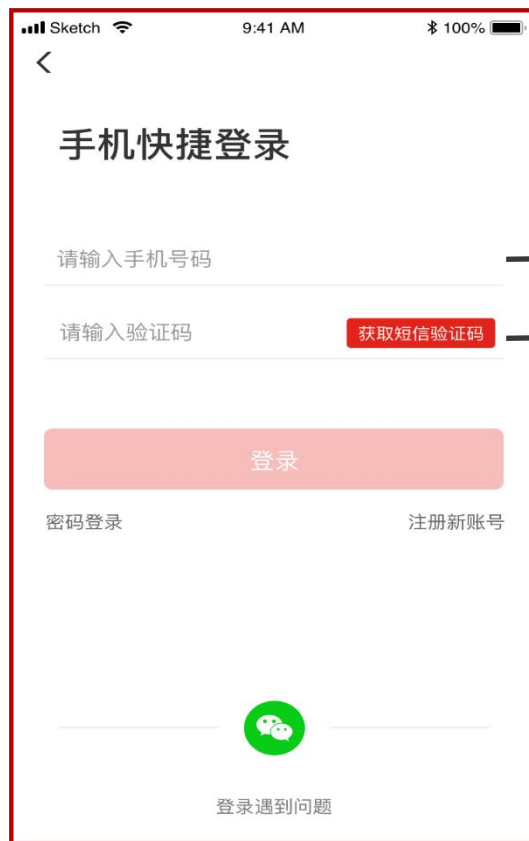 Sketch 9:41 AM 100%
手机快捷登录
请输入手机号码
请输入验证码 获取短信验证码
登录
密码登录 注册新账号
登录遇到问题